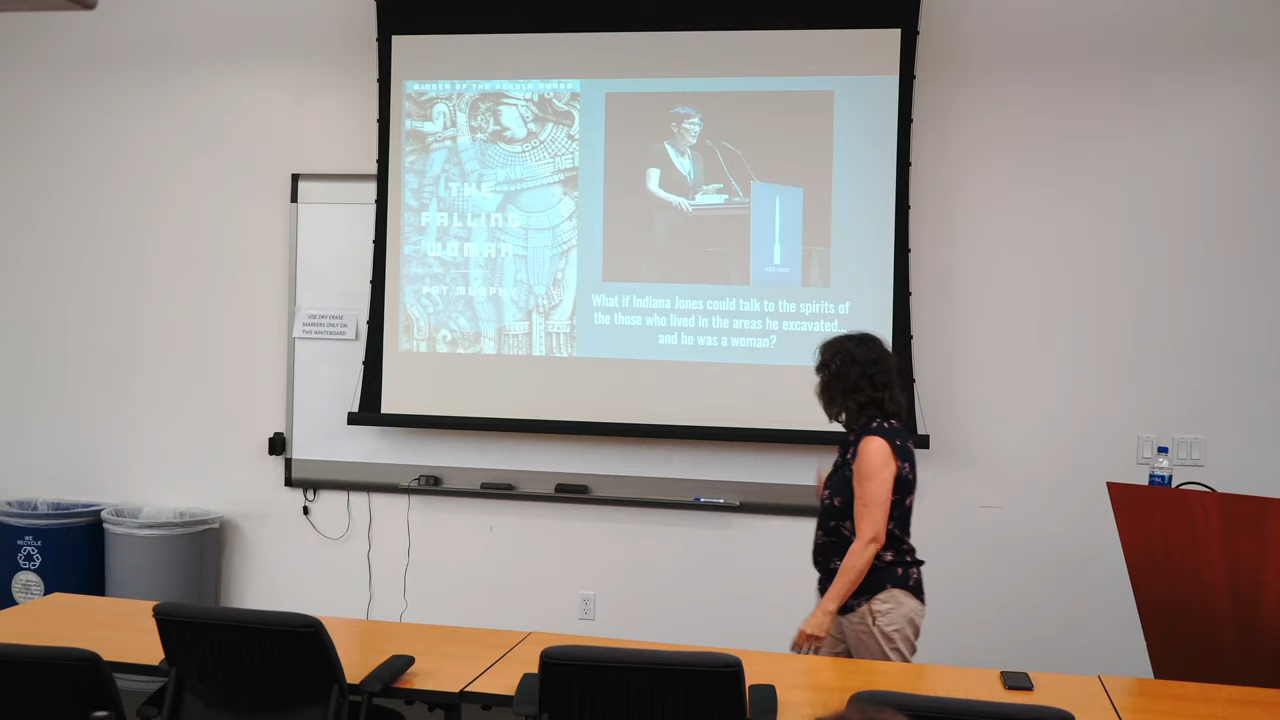 WINNER OF THE NEBULA AWARD
THE
FALLING
WOMAN
PAT MURPHY
What if Indiana Jones could talk to the spirits of
the those who lived in the areas he excavated...
and he was a woman?
USE DRY ERASE
MARKERS ONLY ON
THIS WHITEBOARD
WE
RECYCLE